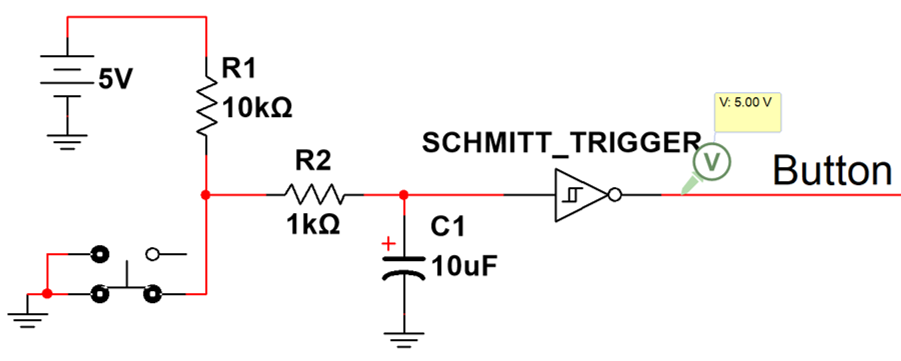 V: 5.00 V
R1
5V
10kΩ
SCHMITT_TRIGGER
V
R2
Button
1kΩ
C1
+
10uF